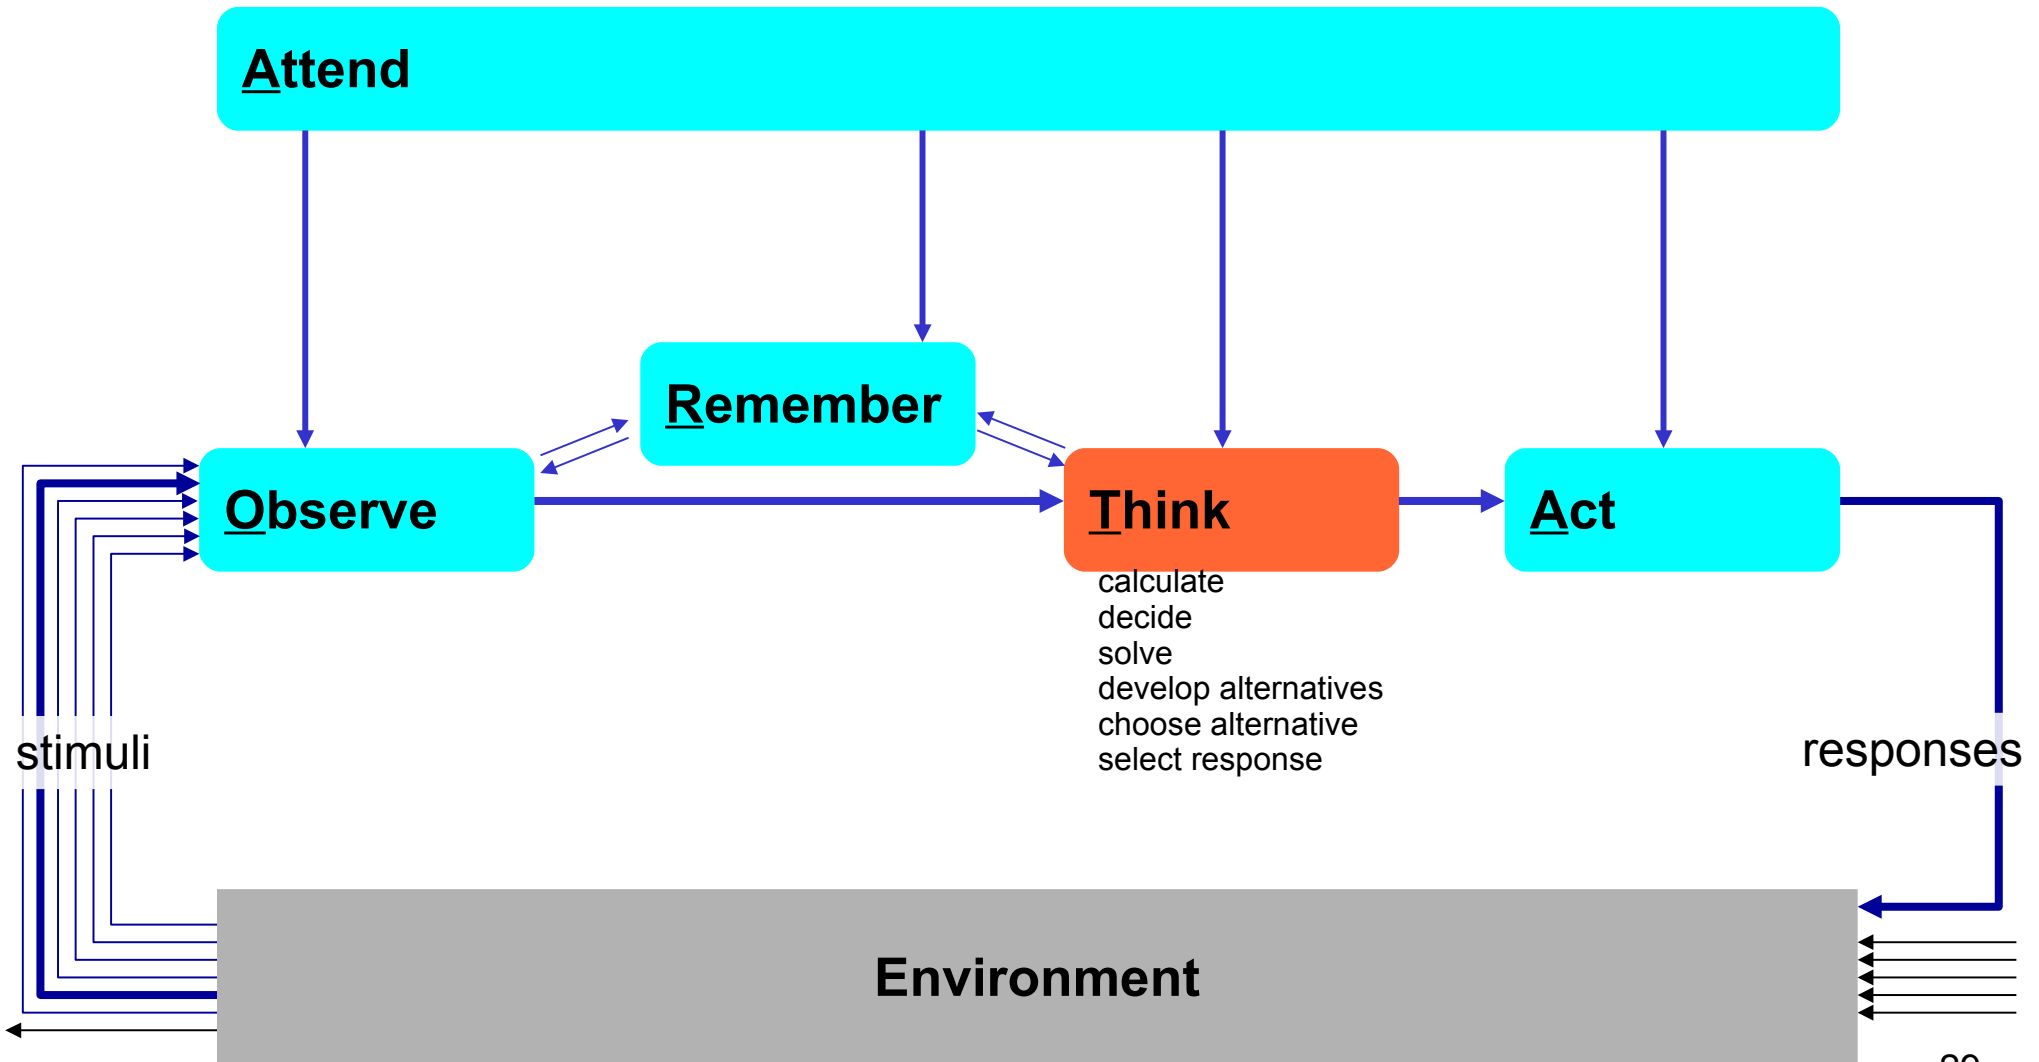 Attend
Remember
Observe
Think
Act
calculate
decide
solve
develop alternatives
choose alternative
select response
stimuli
responses
Environment